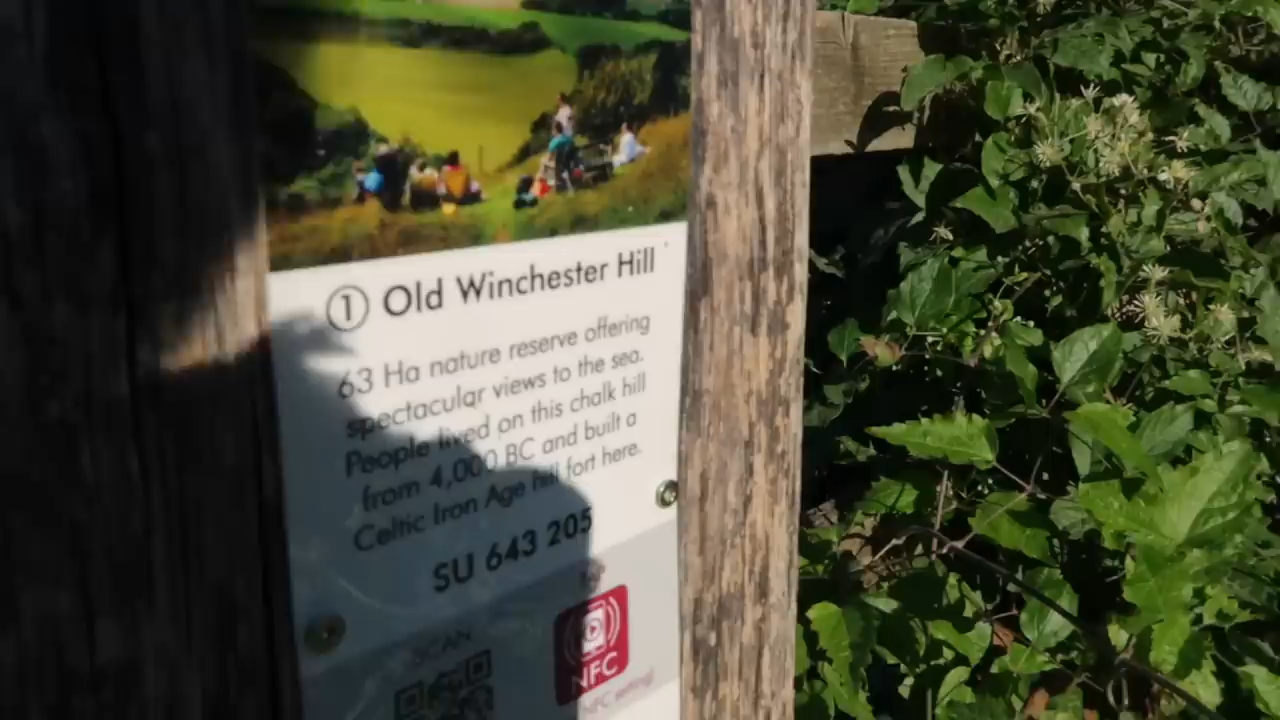 1 Old Winchester Hill
63 Ha nature reserve offering
spectacular views to the sea.
People lived on this chalk hill
from 4,000 BC and built a
Celtic Iron Age hill fort here.
SU 643 205
SCAN
NFC